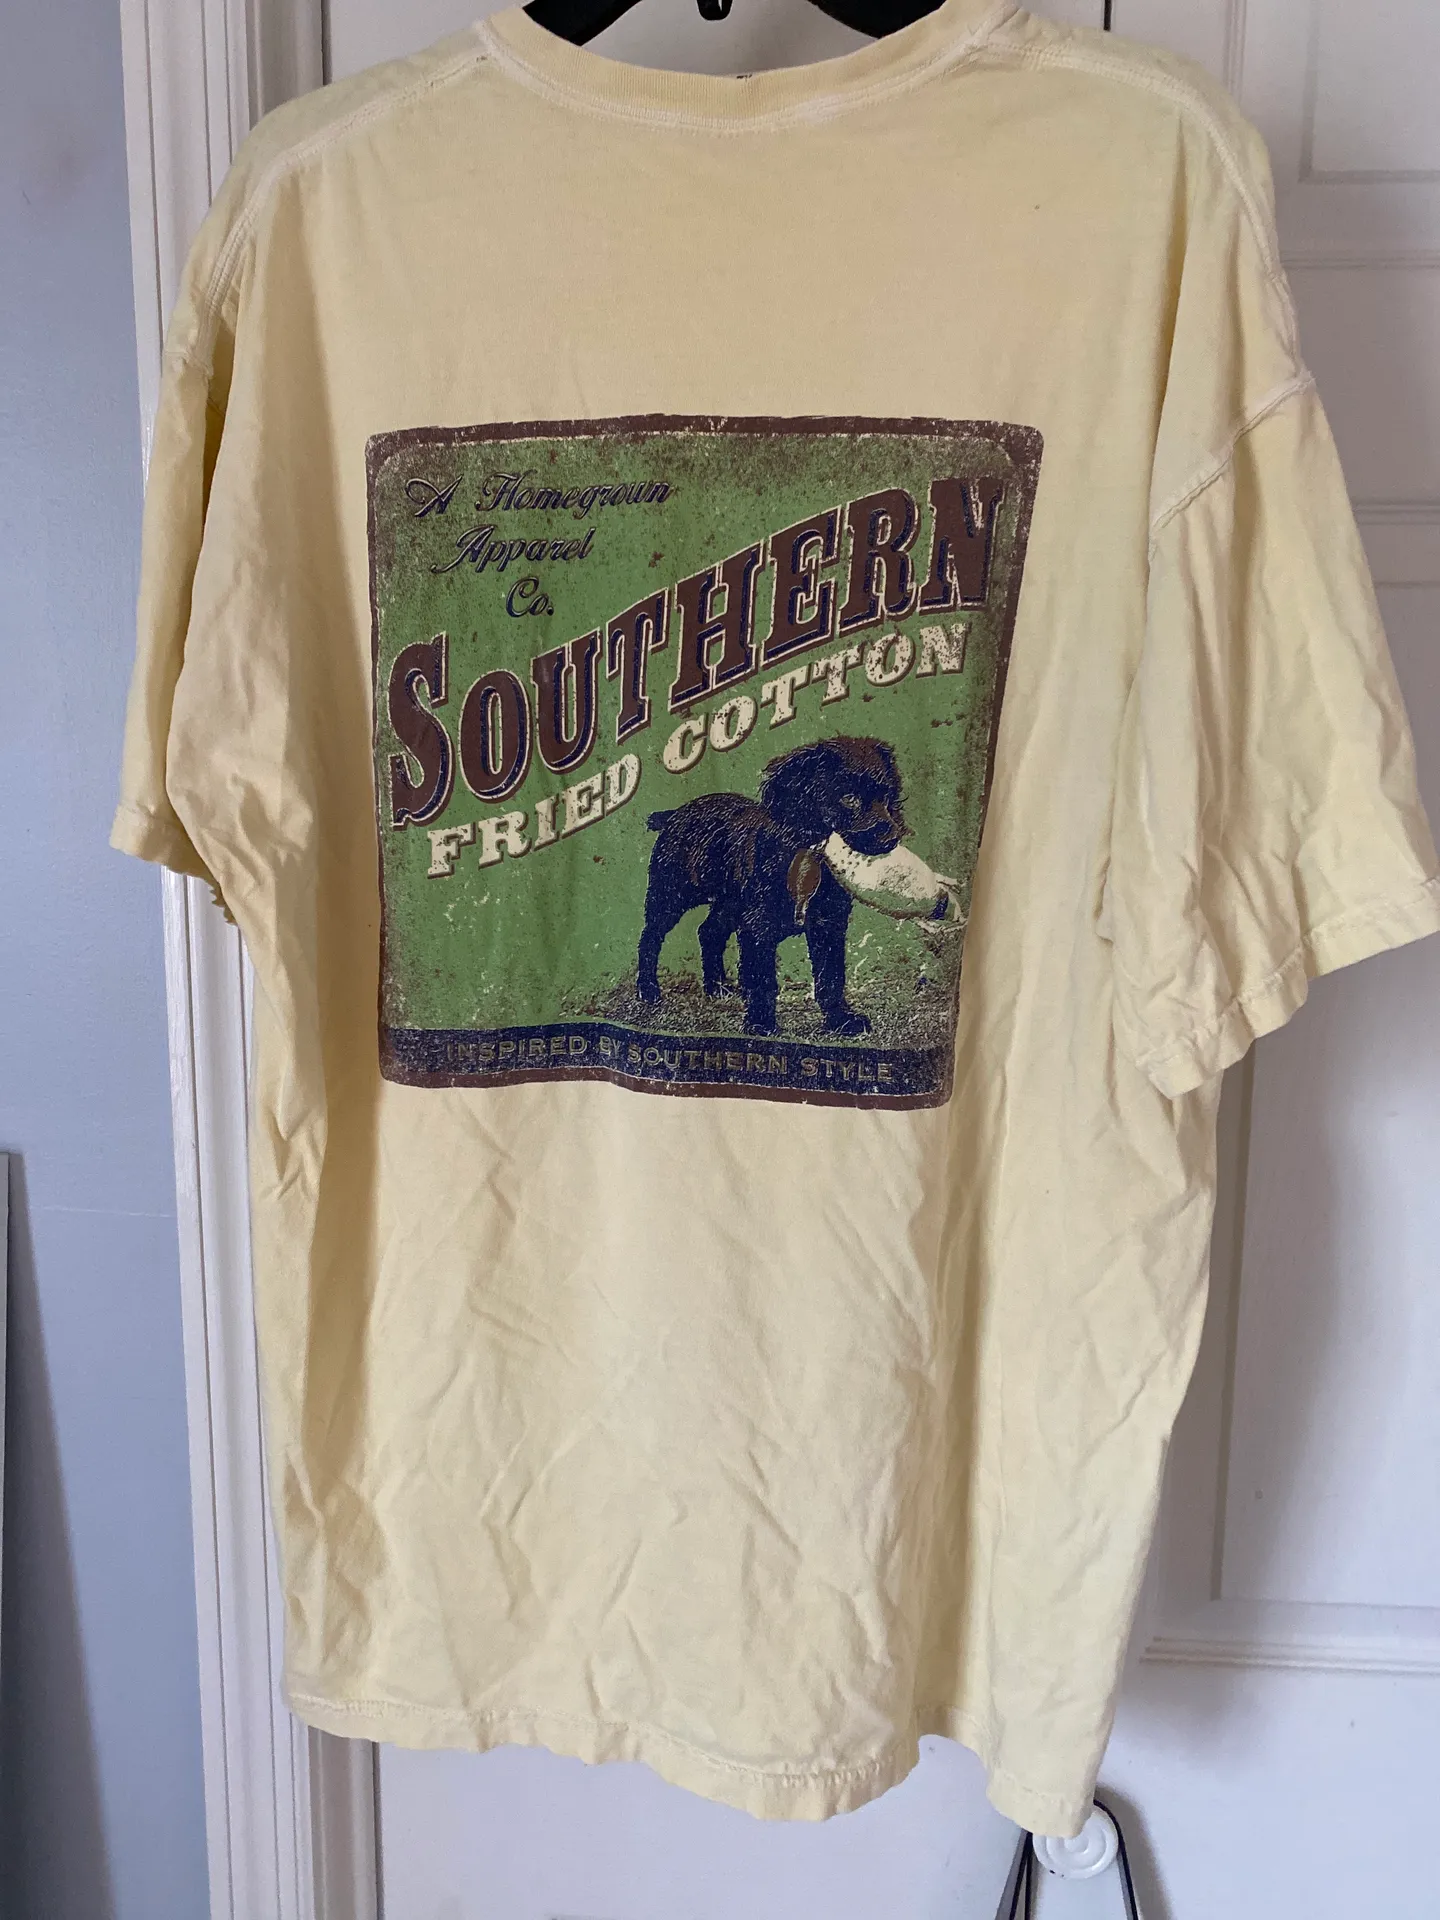 A Homegrown
Apparel
Co.
SOUTHERN
FRIED COTTON
INSPIRED BY SOUTHERN STYLE